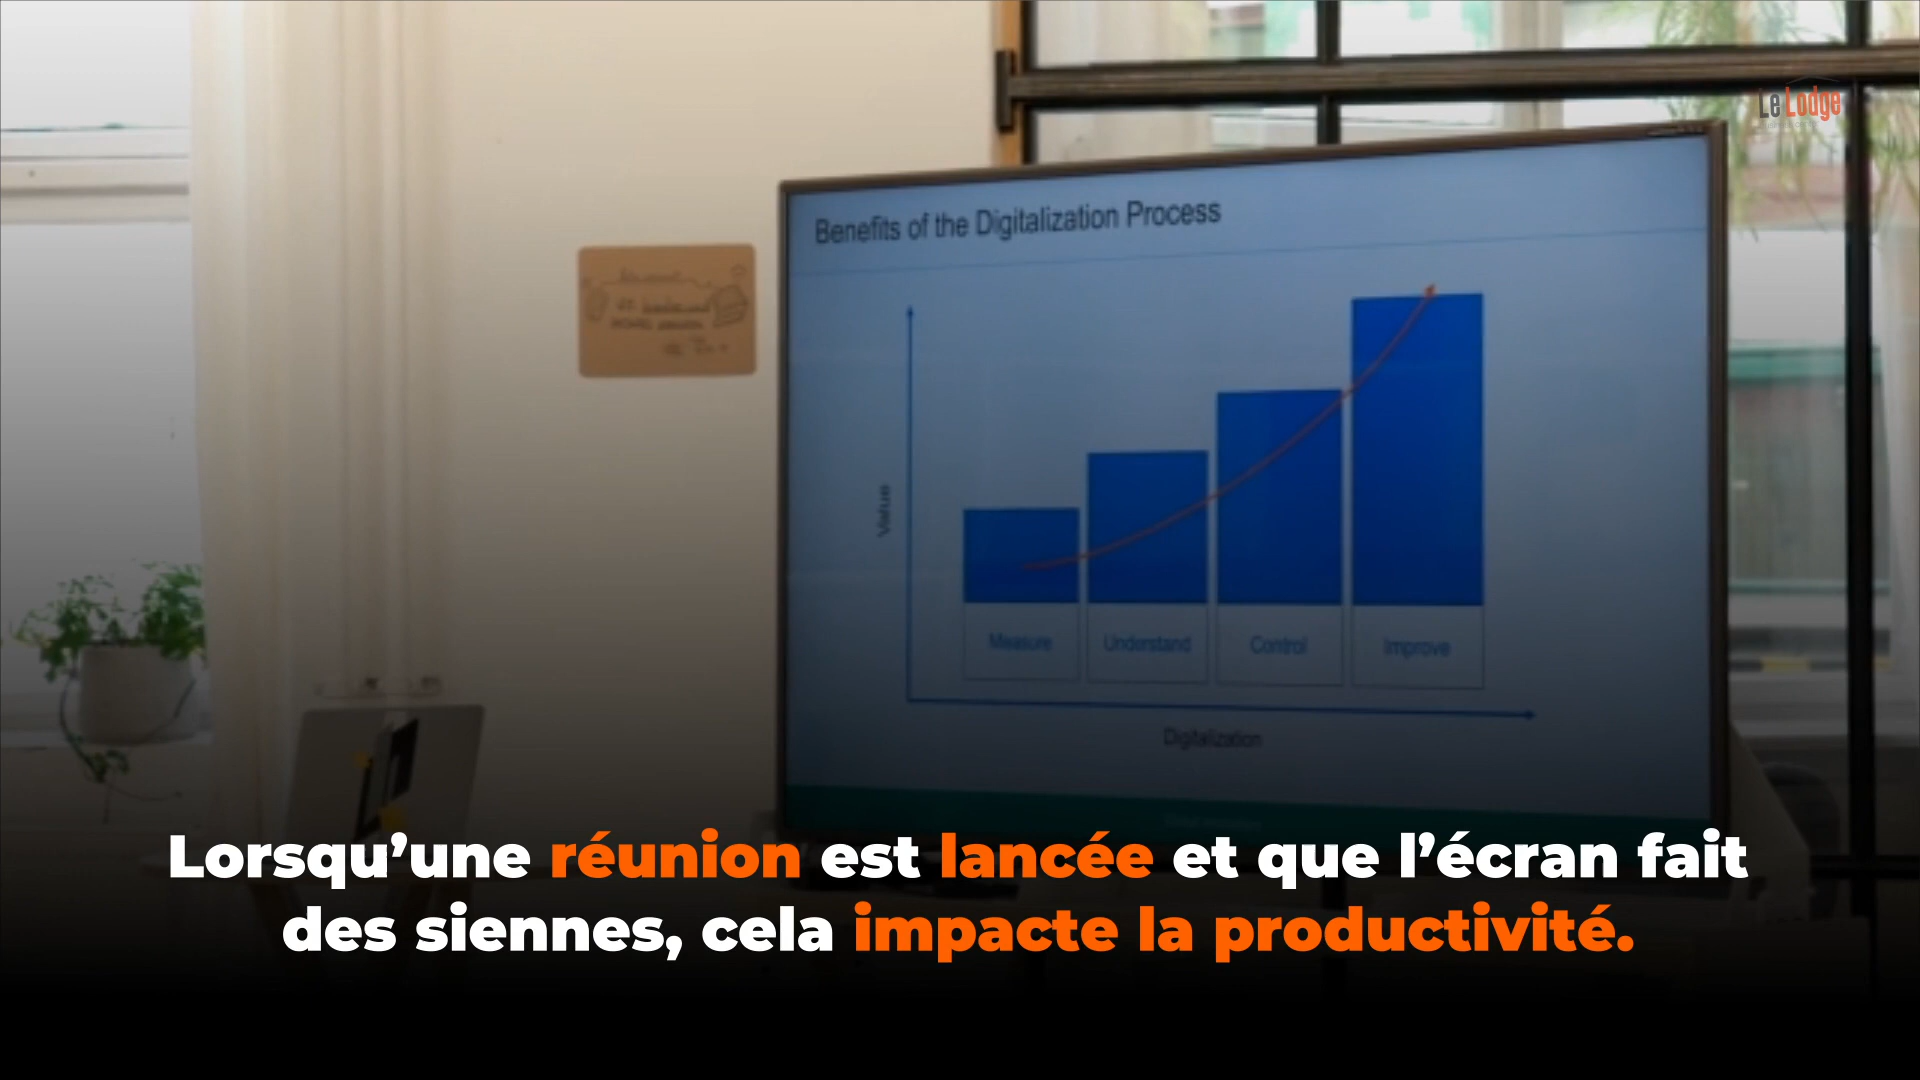 Le Lodge
Benefits of the Digitalization Process
Value
Measure
Understand
Control
Improve
Digitalization
Lorsqu’une réunion est lancée et que l’écran fait
des siennes, cela impacte la productivité.